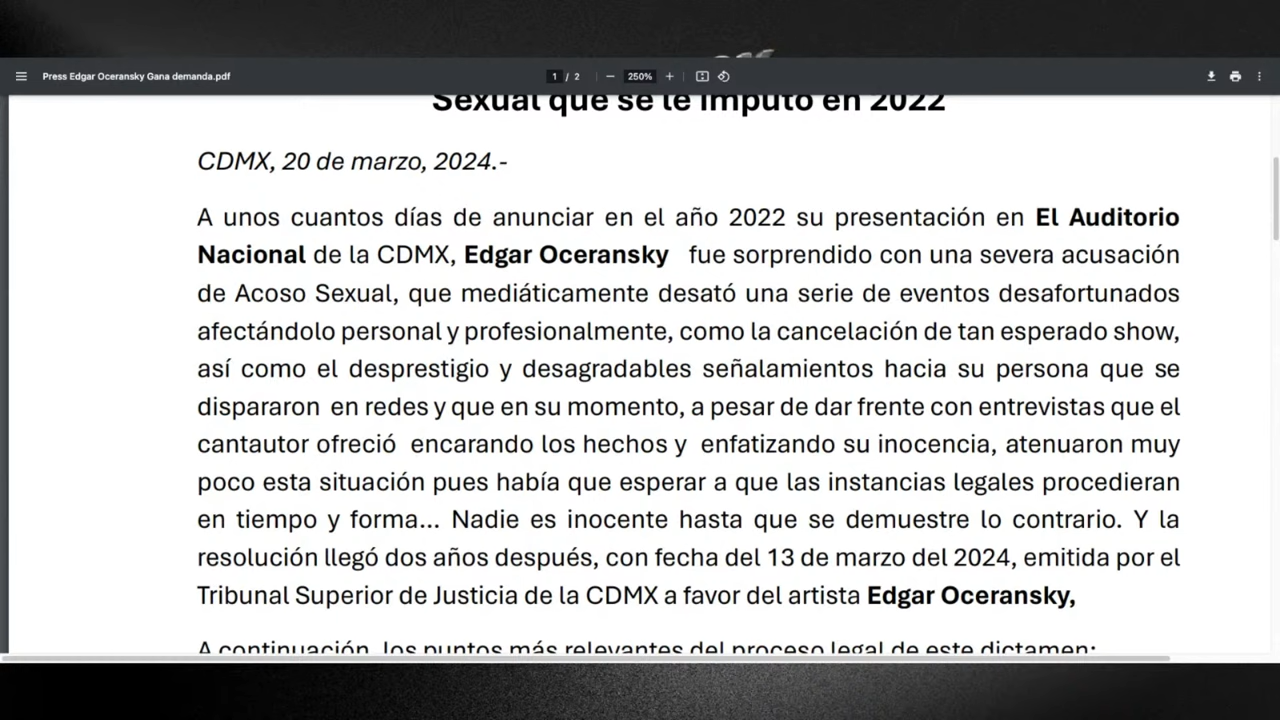 Press Edgar Oceransky Gana demanda.pdf
1 / 2
250%
Sexual que se le imputó en 2022
CDMX, 20 de marzo, 2024.-
A unos cuantos días de anunciar en el año 2022 su presentación en El Auditorio
Nacional de la CDMX, Edgar Oceransky fue sorprendido con una severa acusación
de Acoso Sexual, que mediáticamente desató una serie de eventos desafortunados
afectándolo personal y profesionalmente, como la cancelación de tan esperado show,
así como el desprestigio y desagradables señalamientos hacia su persona que se
dispararon en redes y que en su momento, a pesar de dar frente con entrevistas que el
cantautor ofreció encarando los hechos y enfatizando su inocencia, atenuaron muy
poco esta situación pues había que esperar a que las instancias legales procedieran
en tiempo y forma... Nadie es inocente hasta que se demuestre lo contrario. Y la
resolución llegó dos años después, con fecha del 13 de marzo del 2024, emitida por el
Tribunal Superior de Justicia de la CDMX a favor del artista Edgar Oceransky,
A continuación, los puntos más relevantes del proceso legal de este dictamen: